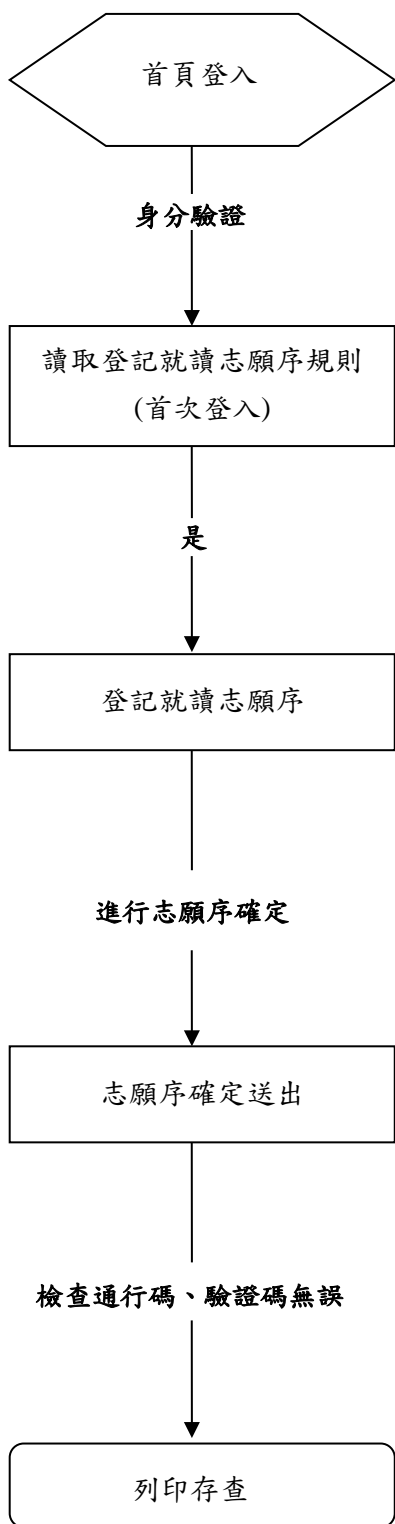 首頁登入
身分驗證
讀取登記就讀志願序規則
(首次登入)
是
登記就讀志願序
進行志願序確定
志願序確定送出
檢查通行碼、驗證碼無誤
列印存查